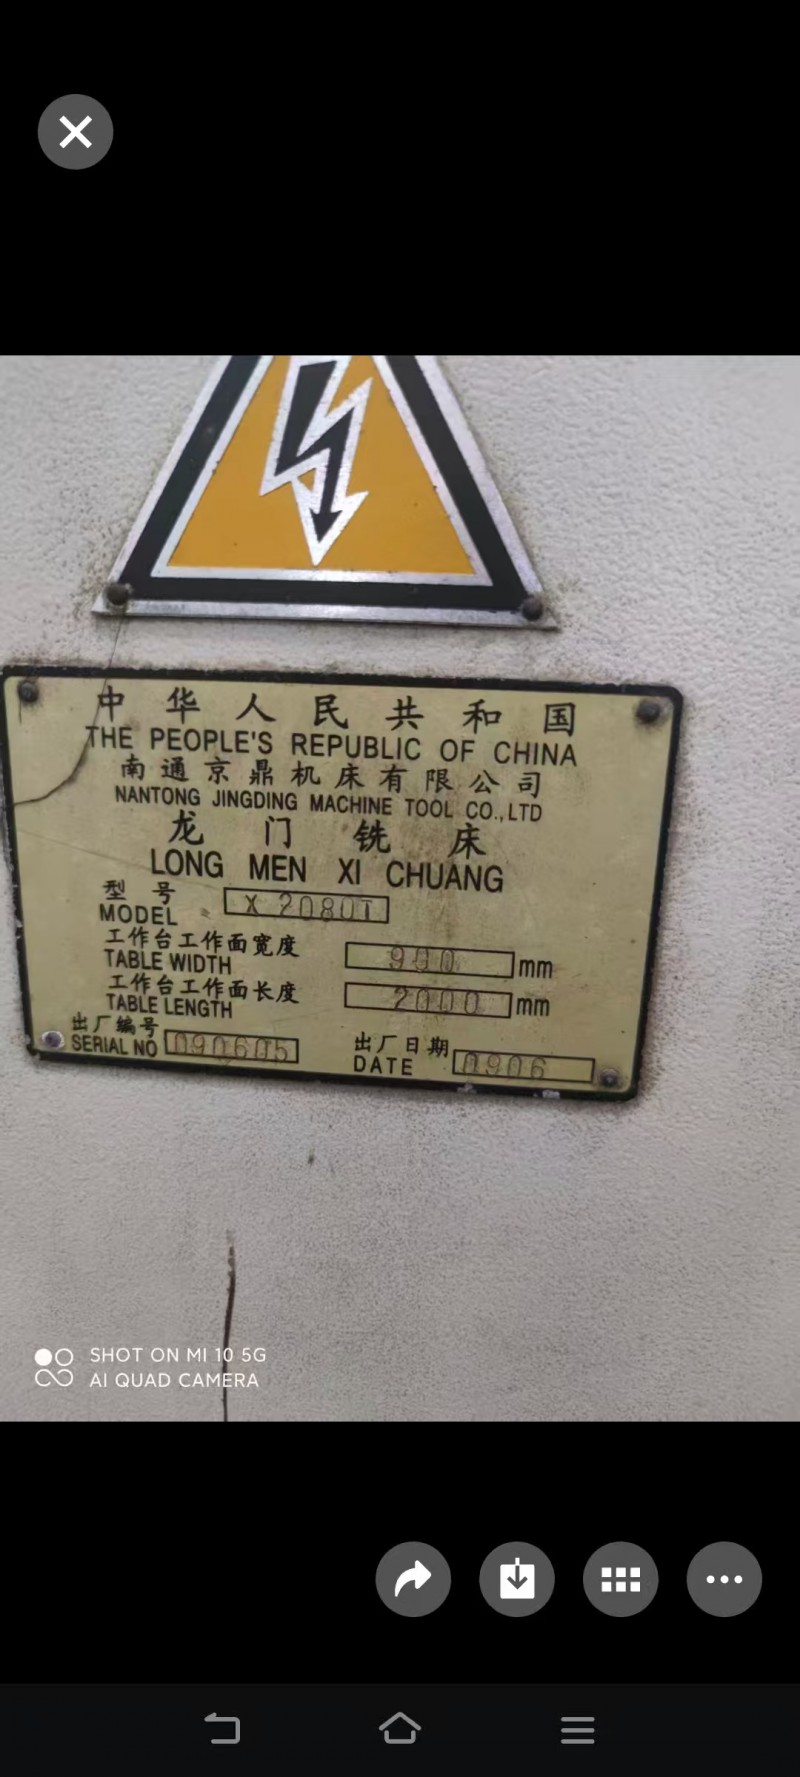 中华人民共和国
THE PEOPLE'S REPUBLIC OF CHINA
南通京鼎机床有限公司
NANTONG JINGDING MACHINE TOOL CO.,LTD
龙门铣床
LONG MEN XI CHUANG
型号
MODEL X 2080T
工作台工作面宽度
TABLE WIDTH 900 mm
工作台工作面长度
TABLE LENGTH 2000 mm
出厂编号
SERIAL NO 090605
出厂日期
DATE 0906
SHOT ON MI 10 5G
AI QUAD CAMERA